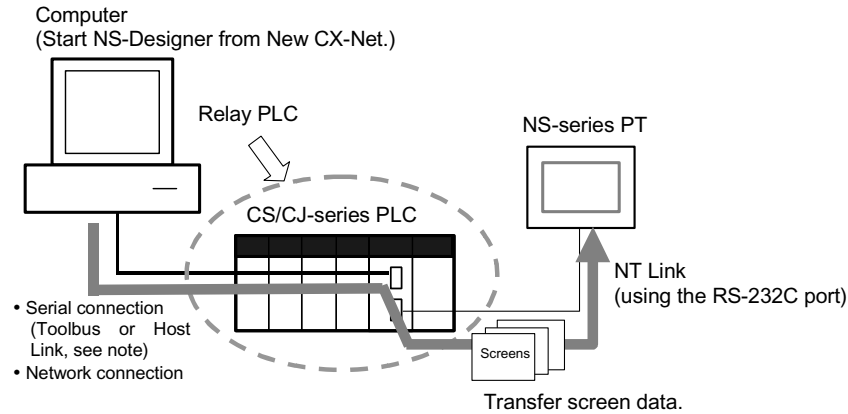 Computer
(Start NS-Designer from New CX-Net.)
Relay PLC
NS-series PT
CS/CJ-series PLC
NT Link
(using the RS-232C port)
• Serial connection
(Toolbus or Host
Link, see note)
• Network connection
Screens
Transfer screen data.